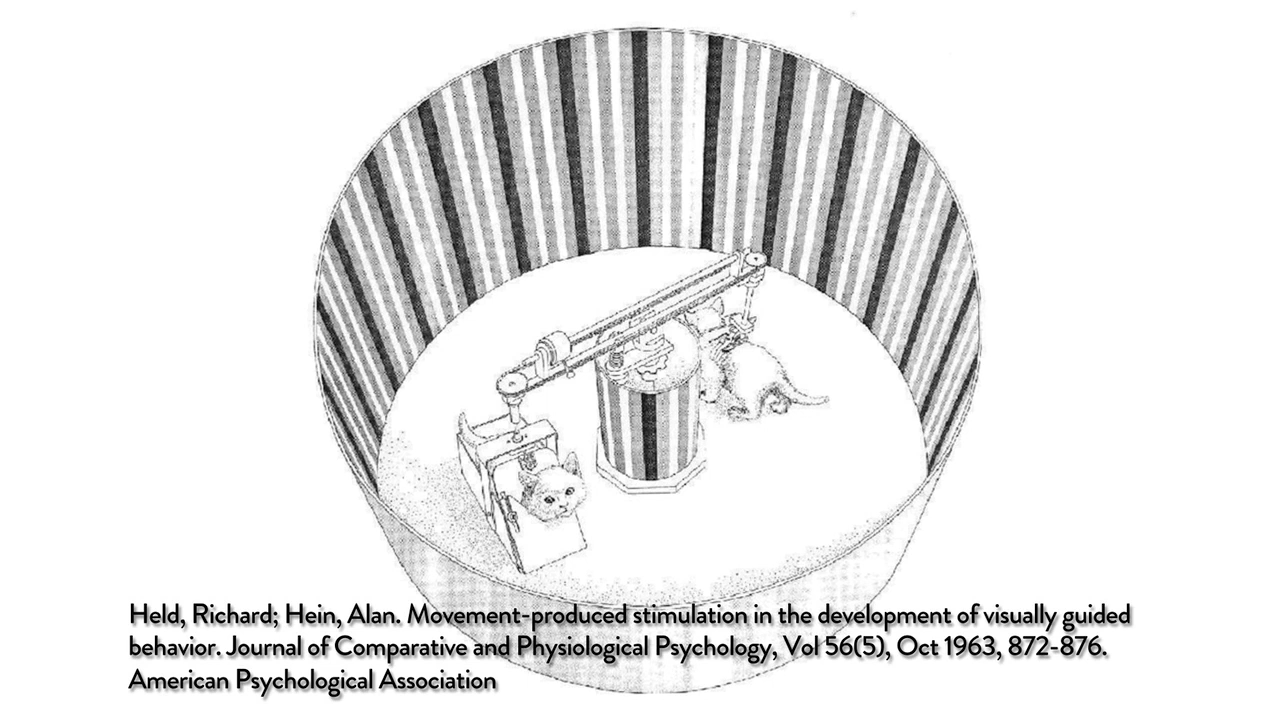 Held, Richard; Hein, Alan. Movement-produced stimulation in the development of visually guided
behavior. Journal of Comparative and Physiological Psychology, Vol 56(5), Oct 1963, 872-876.
American Psychological Association